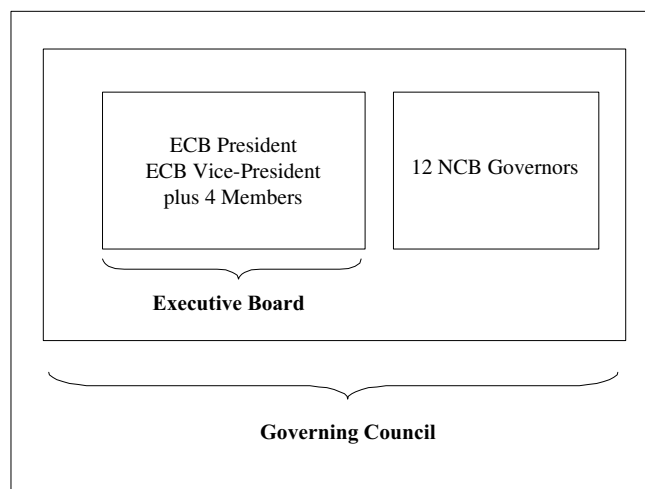 ECB President
ECB Vice-President
plus 4 Members
12 NCB Governors
Executive Board
Governing Council